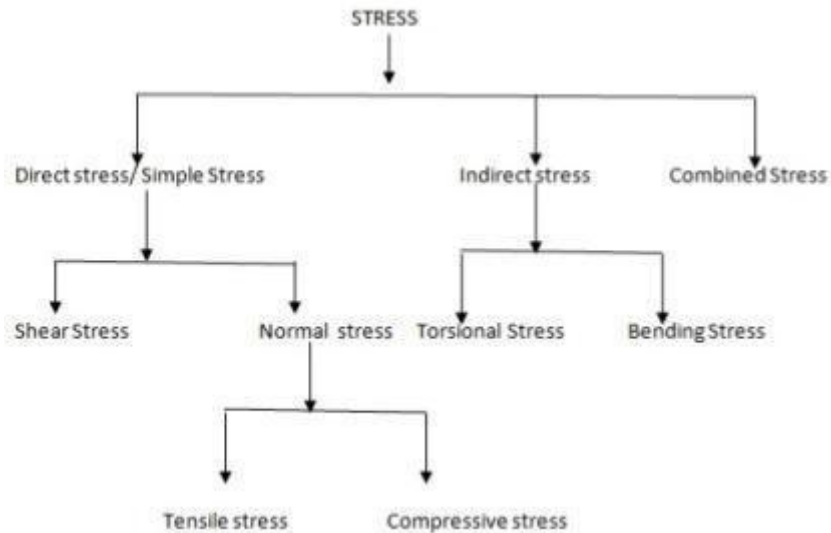 STRESS
Direct stress/ Simple Stress
Indirect stress
Combined Stress
Shear Stress
Normal stress
Torsional Stress
Bending Stress
Tensile stress
Compressive stress